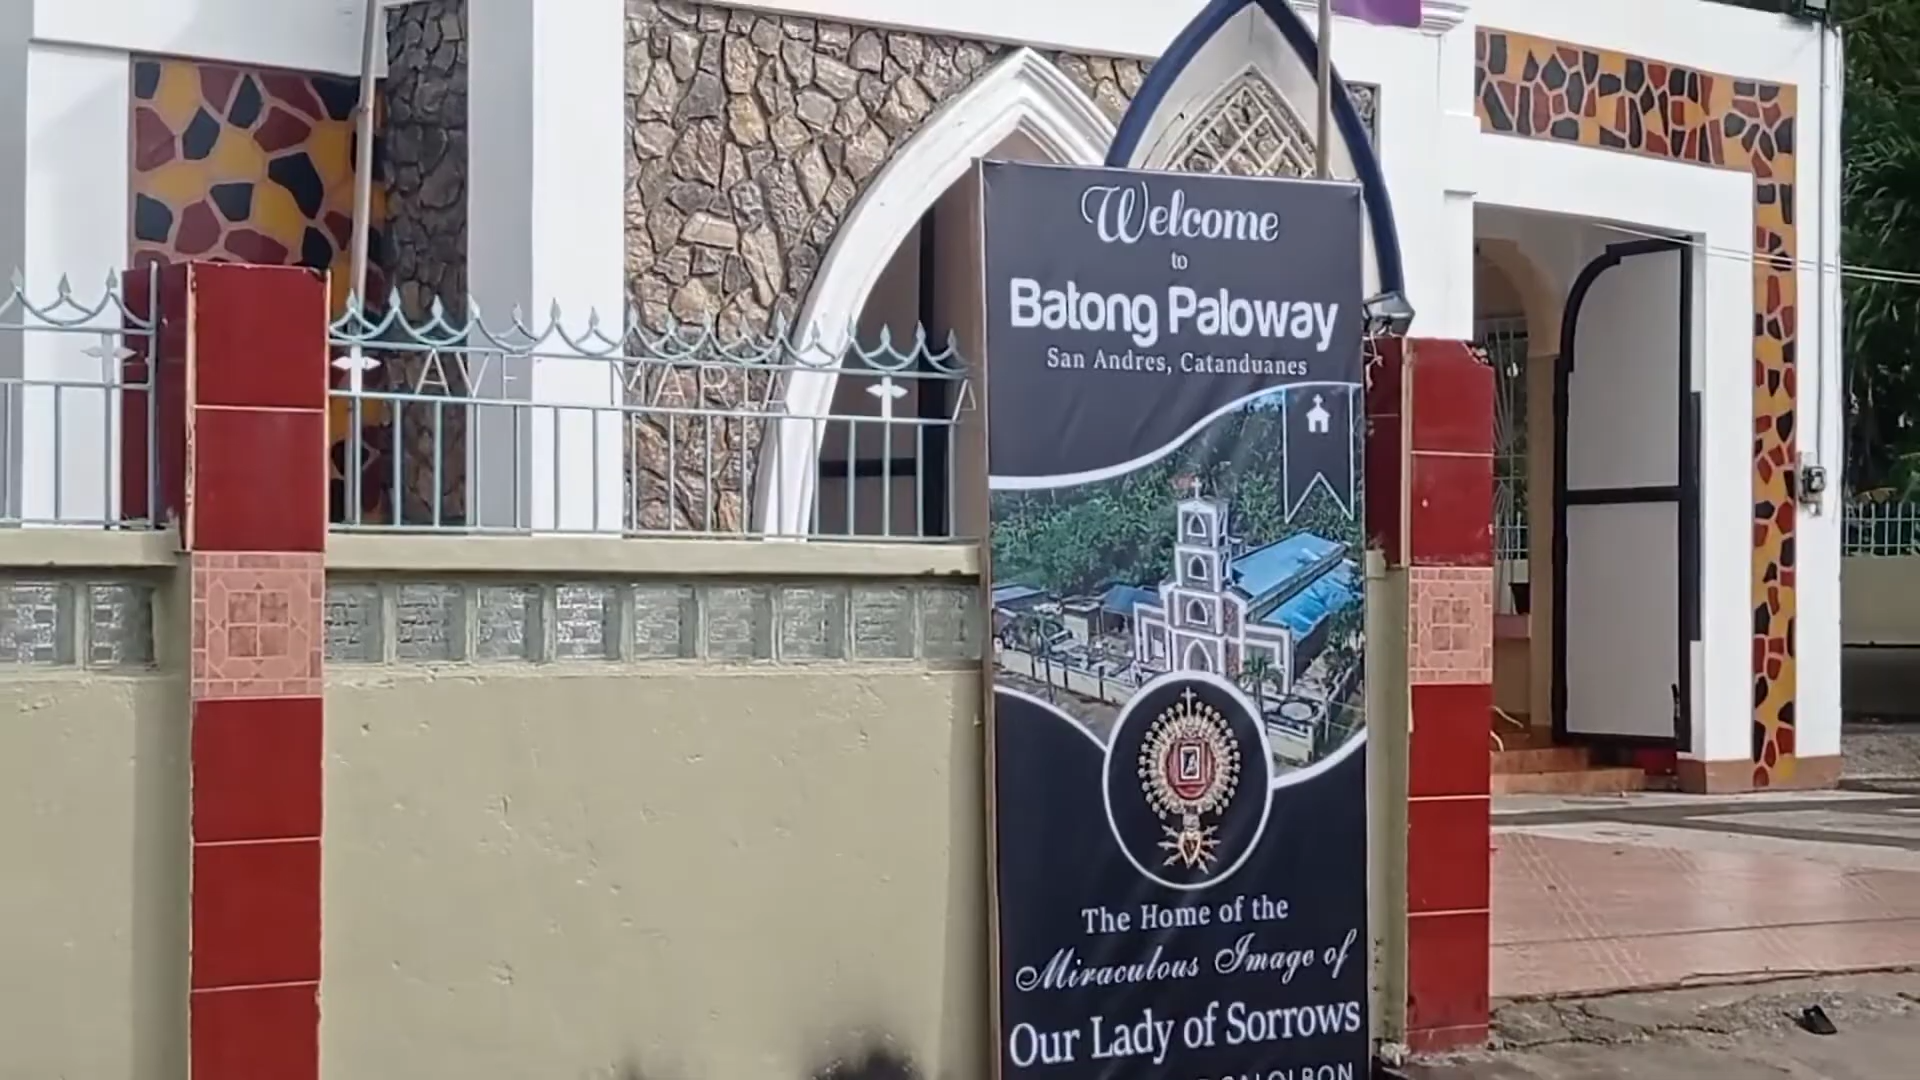 AVE MARIA
Welcome
to
Batong Paloway
San Andres, Catanduanes
The Home of the
Miraculous Image of
Our Lady of Sorrows